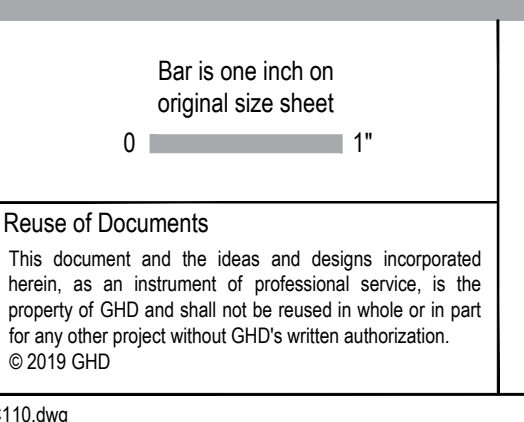 Bar is one inch on
original size sheet
0 1"
Reuse of Documents
This document and the ideas and designs incorporated
herein, as an instrument of professional service, is the
property of GHD and shall not be reused in whole or in part
for any other project without GHD's written authorization.
© 2019 GHD
110.dwg